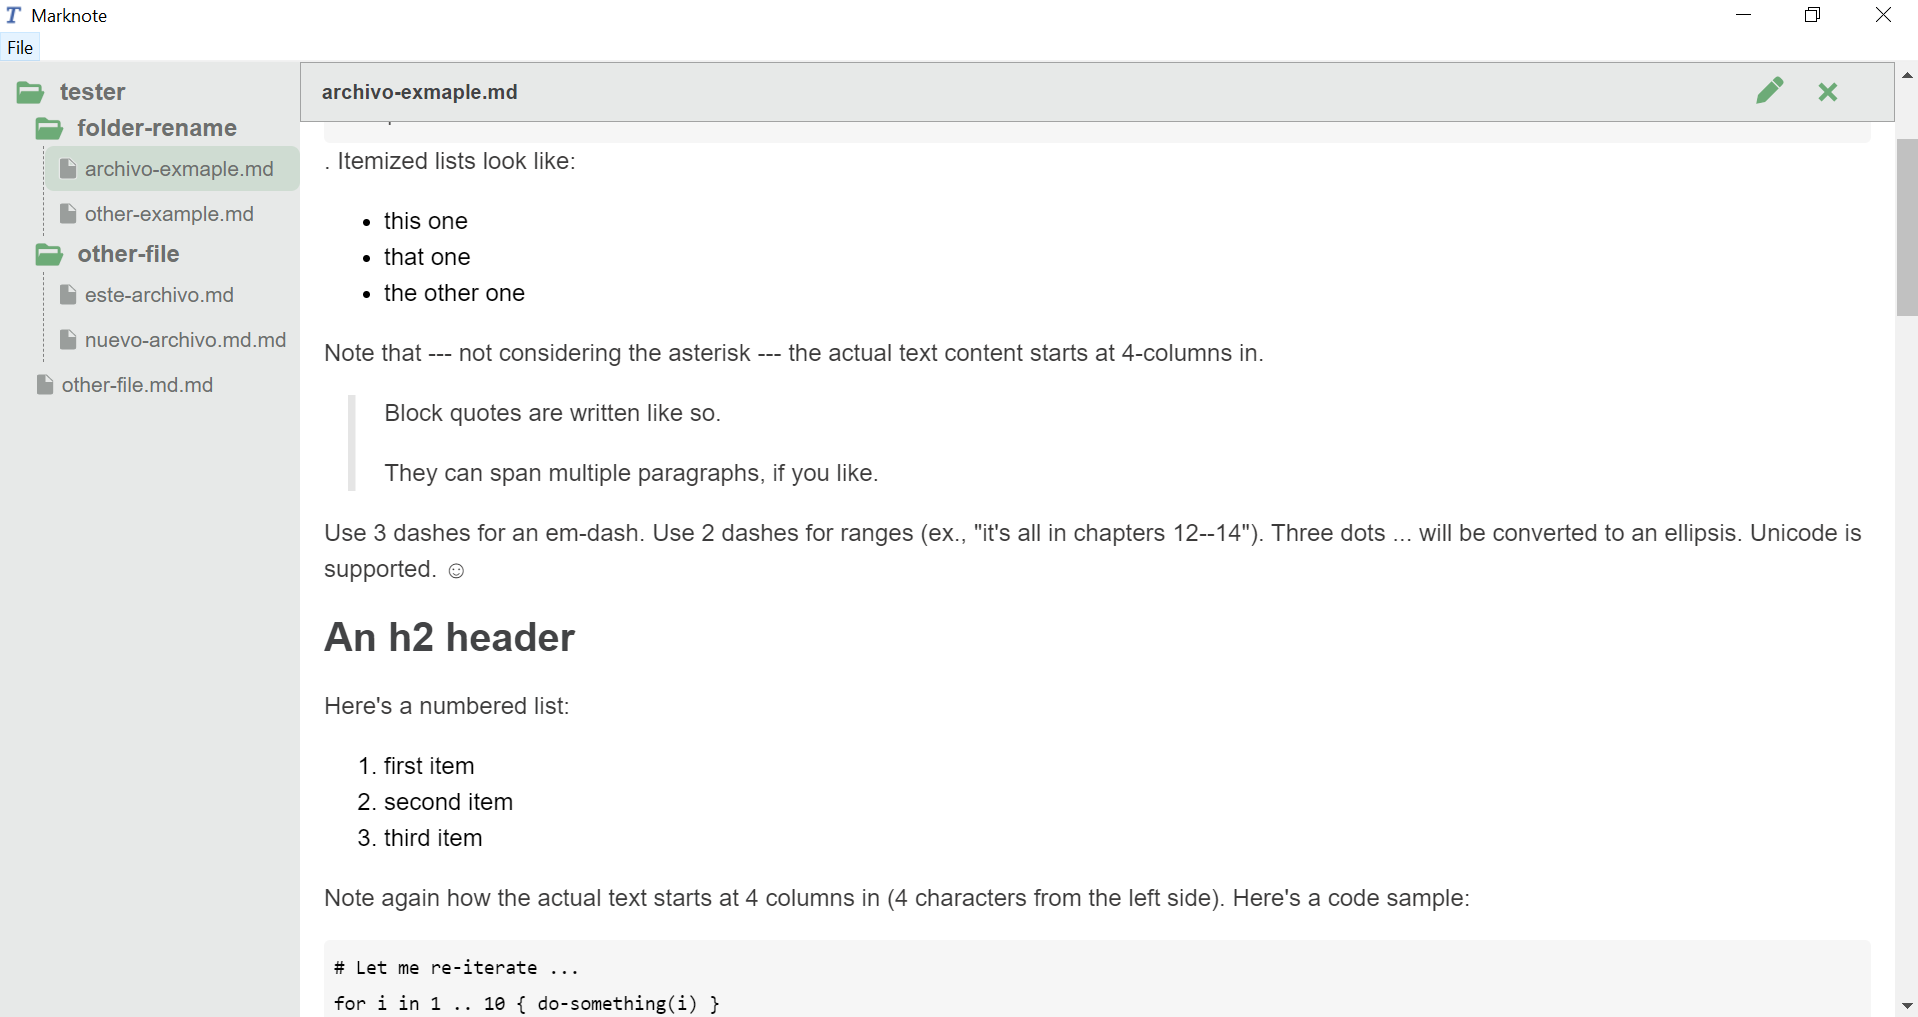 Marknote
File
tester
folder-rename
archivo-exmaple.md
other-example.md
other-file
este-archivo.md
nuevo-archivo.md.md
other-file.md.md
archivo-exmaple.md
. Itemized lists look like:
• this one
• that one
• the other one
Note that --- not considering the asterisk --- the actual text content starts at 4-columns in.
Block quotes are written like so.
They can span multiple paragraphs, if you like.
Use 3 dashes for an em-dash. Use 2 dashes for ranges (ex., "it's all in chapters 12--14"). Three dots ... will be converted to an ellipsis. Unicode is
supported. ☺
An h2 header
Here's a numbered list:
1. first item
2. second item
3. third item
Note again how the actual text starts at 4 columns in (4 characters from the left side). Here's a code sample:
# Let me re-iterate ...
for i in 1 .. 10 { do-something(i) }